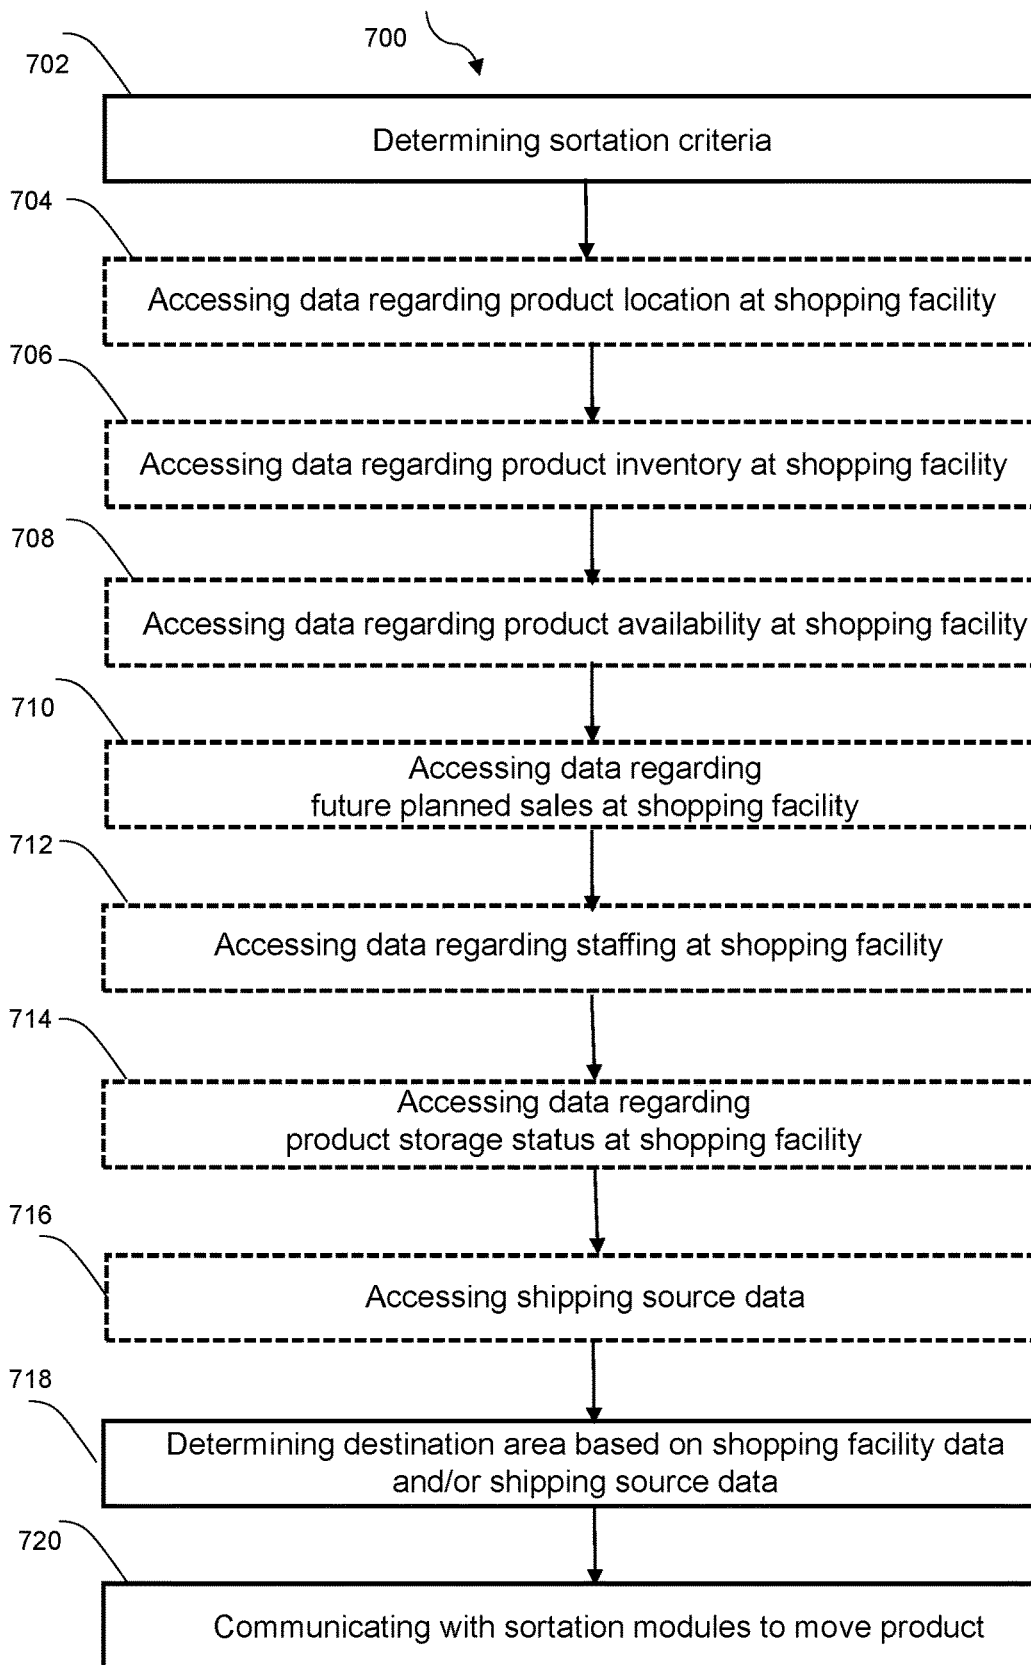 700
702
Determining sortation criteria
704
Accessing data regarding product location at shopping facility
706
Accessing data regarding product inventory at shopping facility
708
Accessing data regarding product availability at shopping facility
710
Accessing data regarding
future planned sales at shopping facility
712
Accessing data regarding staffing at shopping facility
714
Accessing data regarding
product storage status at shopping facility
716
Accessing shipping source data
718
Determining destination area based on shopping facility data
and/or shipping source data
720
Communicating with sortation modules to move product